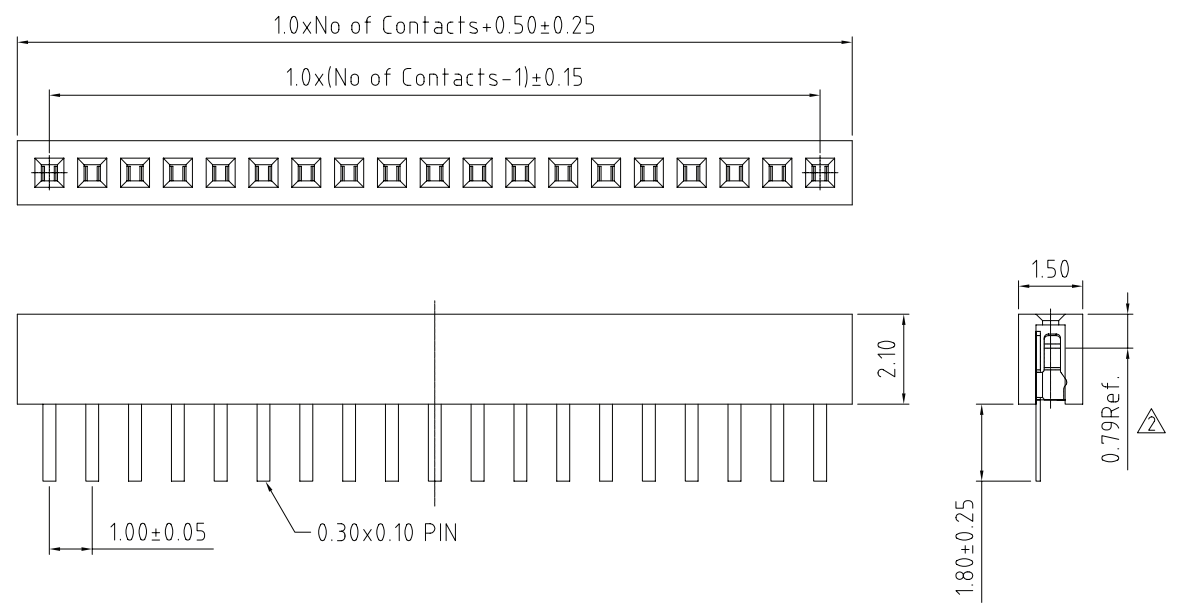 1.0xNo of Contacts+0.50±0.25
1.0x(No of Contacts-1)±0.15
1.50
2.10
0.79Ref.
2
1.00±0.05
0.30x0.10 PIN
1.80±0.25